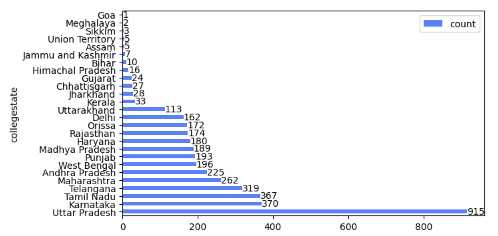 Goa 1
Meghalaya 2
Sikkim 3
Union Territory 5
Assam 5
Jammu and Kashmir 7
Bihar 10
Himachal Pradesh 16
Gujarat 24
Chhattisgarh 27
Jharkhand 28
Kerala 33
Uttarakhand 113
Delhi 162
Orissa 172
Rajasthan 174
Haryana 180
Madhya Pradesh 189
Punjab 193
West Bengal 196
Andhra Pradesh 225
Maharashtra 262
Telangana 319
Tamil Nadu 367
Karnataka 370
Uttar Pradesh 915
0 200 400 600 800
collegestate
count